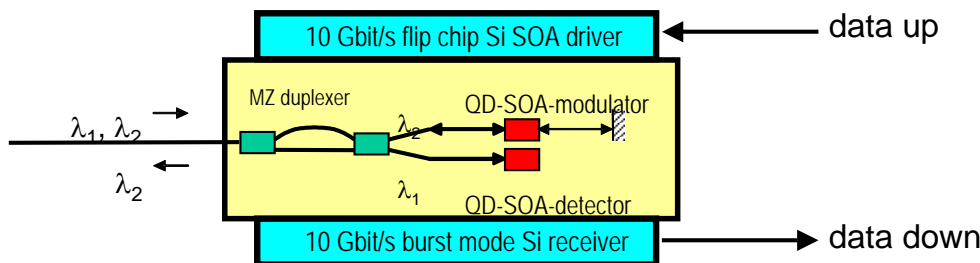 10 Gbit/s flip chip Si SOA driver
data up
MZ duplexer
QD-SOA-modulator
λ₁, λ₂
λ₂
λ₂
λ₁
QD-SOA-detector
10 Gbit/s burst mode Si receiver
data down